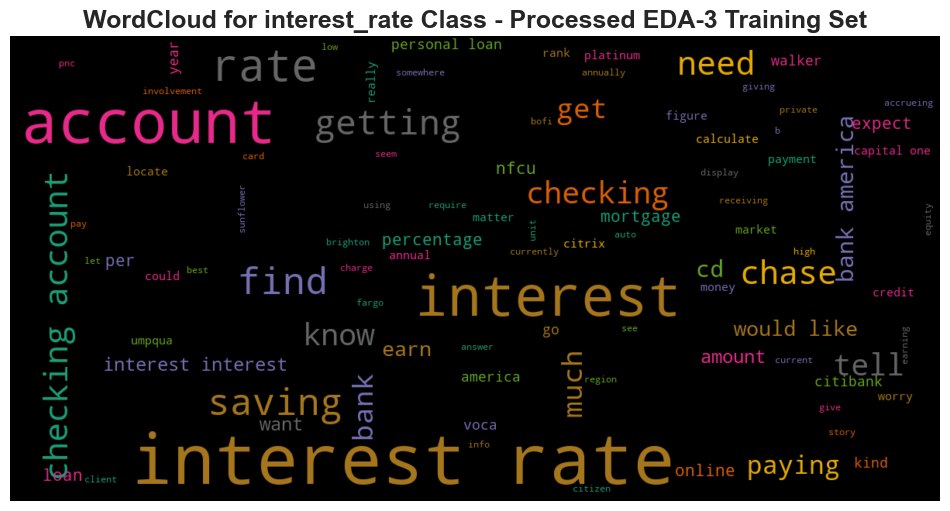 WordCloud for interest_rate Class - Processed EDA-3 Training Set
low
personal loan
rank
platinum
need
walker
pnc
year
rate
really
somewhere
annually
giving
involvement
account
getting
get
bofi
figure
private
accrueing
b
calculate
expect
card
seem
capital one
locate
nfcu
payment
display
checking account
sunflower
using
require
checking
receiving
bank america
equity
pay
matter
mortgage
unit
auto
market
brighton
percentage
citrix
currently
high
let
per
could
best
find
annual
charge
interest
cd
chase
money
credit
fargo
umpqua
know
go
see
would like
earn
answer
interest interest
amount
current
tell
earning
america
much
region
citibank
worry
saving
bank
want
voca
give
story
info
interest rate
loan
client
online
paying
kind
citizen